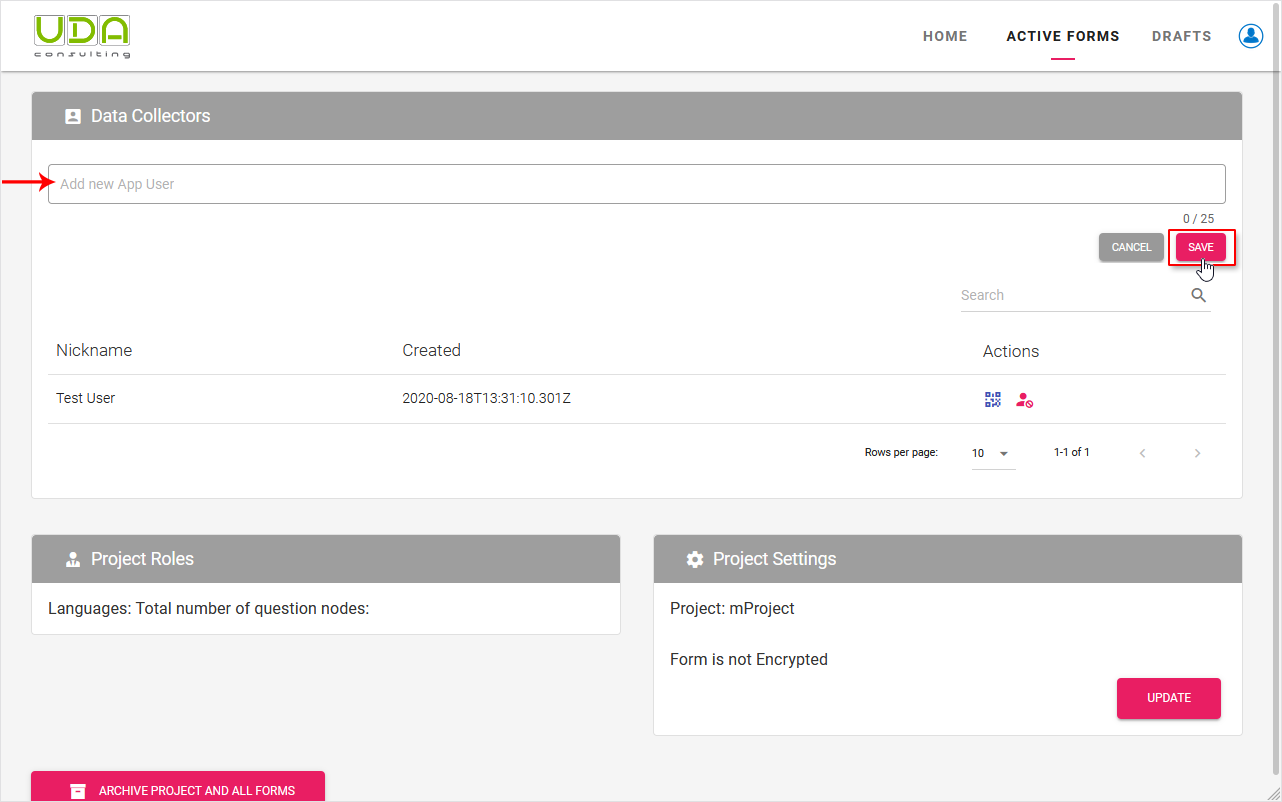 UDA
consulting
HOME
ACTIVE FORMS
DRAFTS
Data Collectors
Add new App User
0 / 25
CANCEL
SAVE
Search
Nickname
Created
Actions
Test User
2020-08-18T13:31:10.301Z
Rows per page:
10
1-1 of 1
Project Roles
Languages: Total number of question nodes:
Project Settings
Project: mProject
Form is not Encrypted
UPDATE
ARCHIVE PROJECT AND ALL FORMS